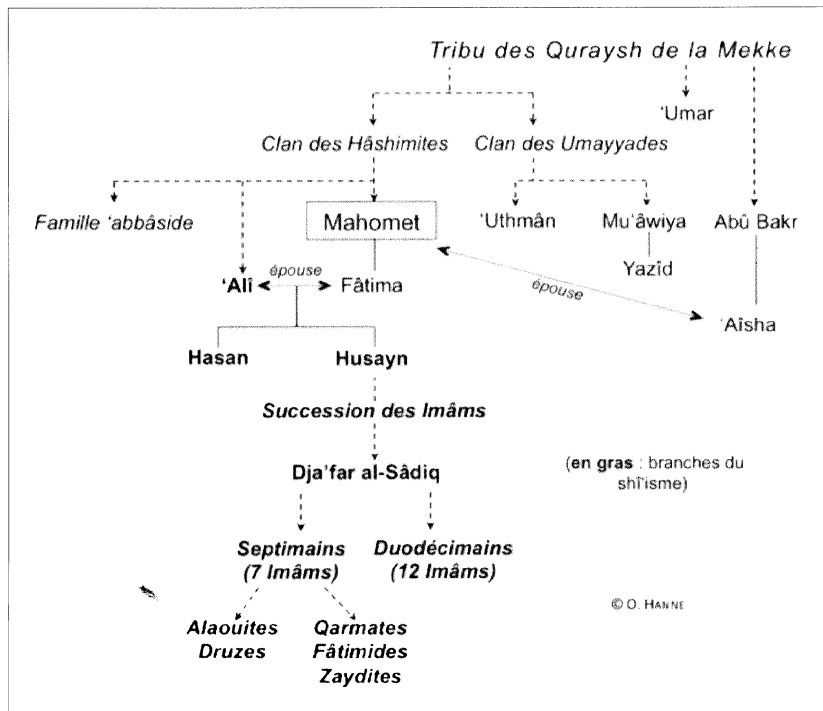 Tribu des Quraysh de la Mekke
'Umar
Clan des Hâshimites
Clan des Umayyades
Famille 'abbâside
Mahomet
'Uthmân
Mu'âwiya
Abû Bakr
Yazîd
épouse
'Alî
Fâtima
épouse
'Aîsha
Hasan
Husayn
Succession des Imâms
Dja'far al-Sâdiq
(en gras : branches du
shî'isme)
Septimains
(7 Imâms)
Duodécimains
(12 Imâms)
© O. HANNE
Alaouites
Druzes
Qarmates
Fâtimides
Zaydites